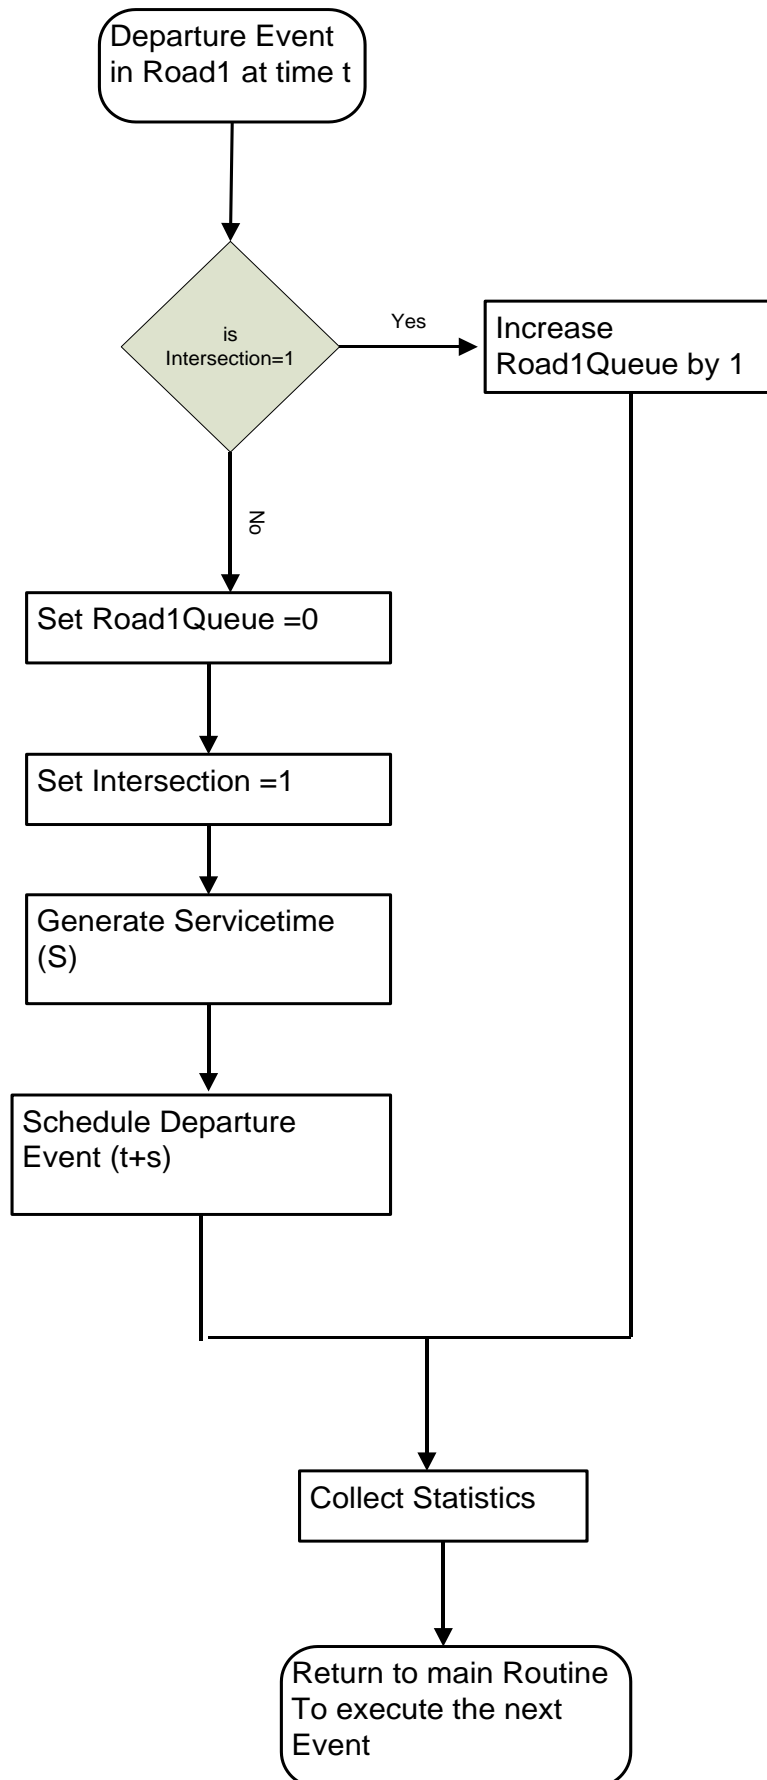 Departure Event
in Road1 at time t
is
Intersection=1
Yes
Increase
Road1Queue by 1
No
Set Road1Queue =0
Set Intersection =1
Generate Servicetime
(S)
Schedule Departure
Event (t+s)
Collect Statistics
Return to main Routine
To execute the next
Event